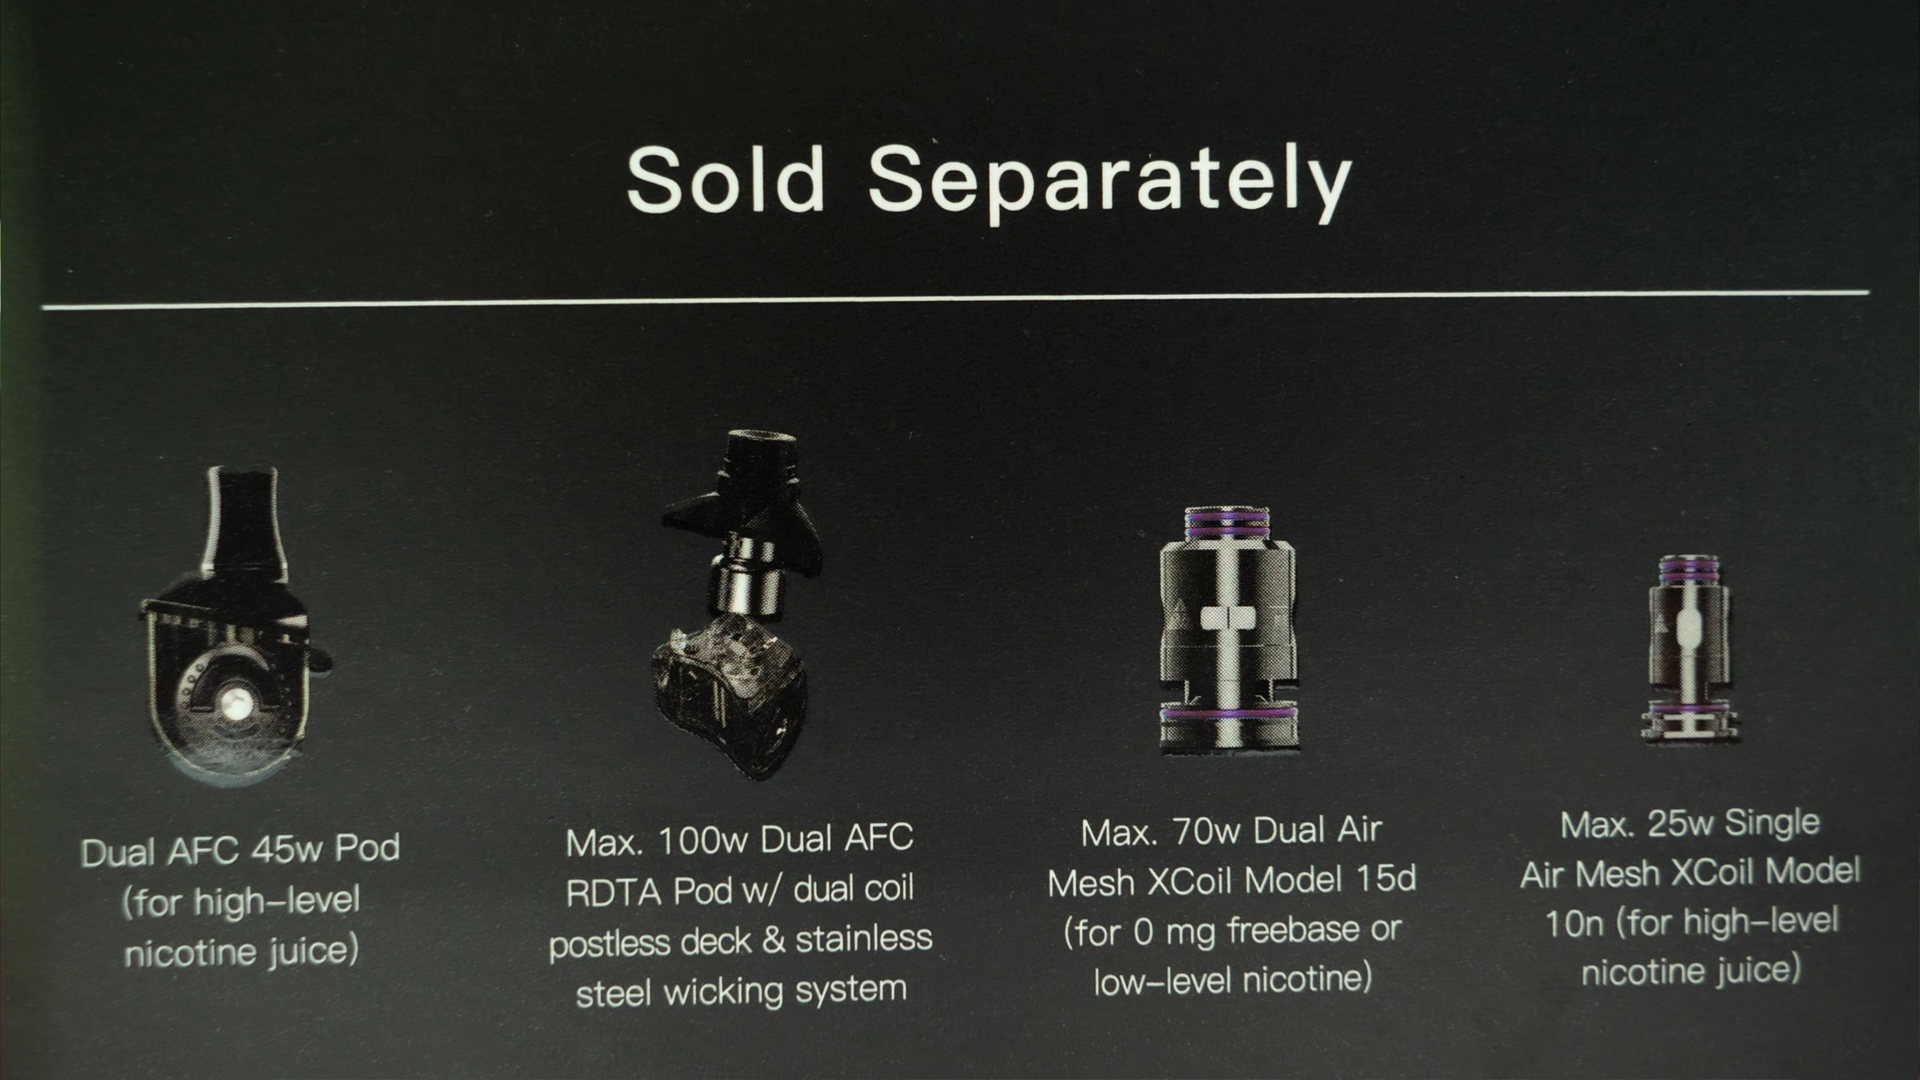 Sold Separately
Dual AFC 45w Pod
(for high-level
nicotine juice)
Max. 100w Dual AFC
RDTA Pod w/ dual coil
postless deck & stainless
steel wicking system
Max. 70w Dual Air
Mesh XCoil Model 15d
(for 0 mg freebase or
low-level nicotine)
Max. 25w Single
Air Mesh XCoil Model
10n (for high-level
nicotine juice)